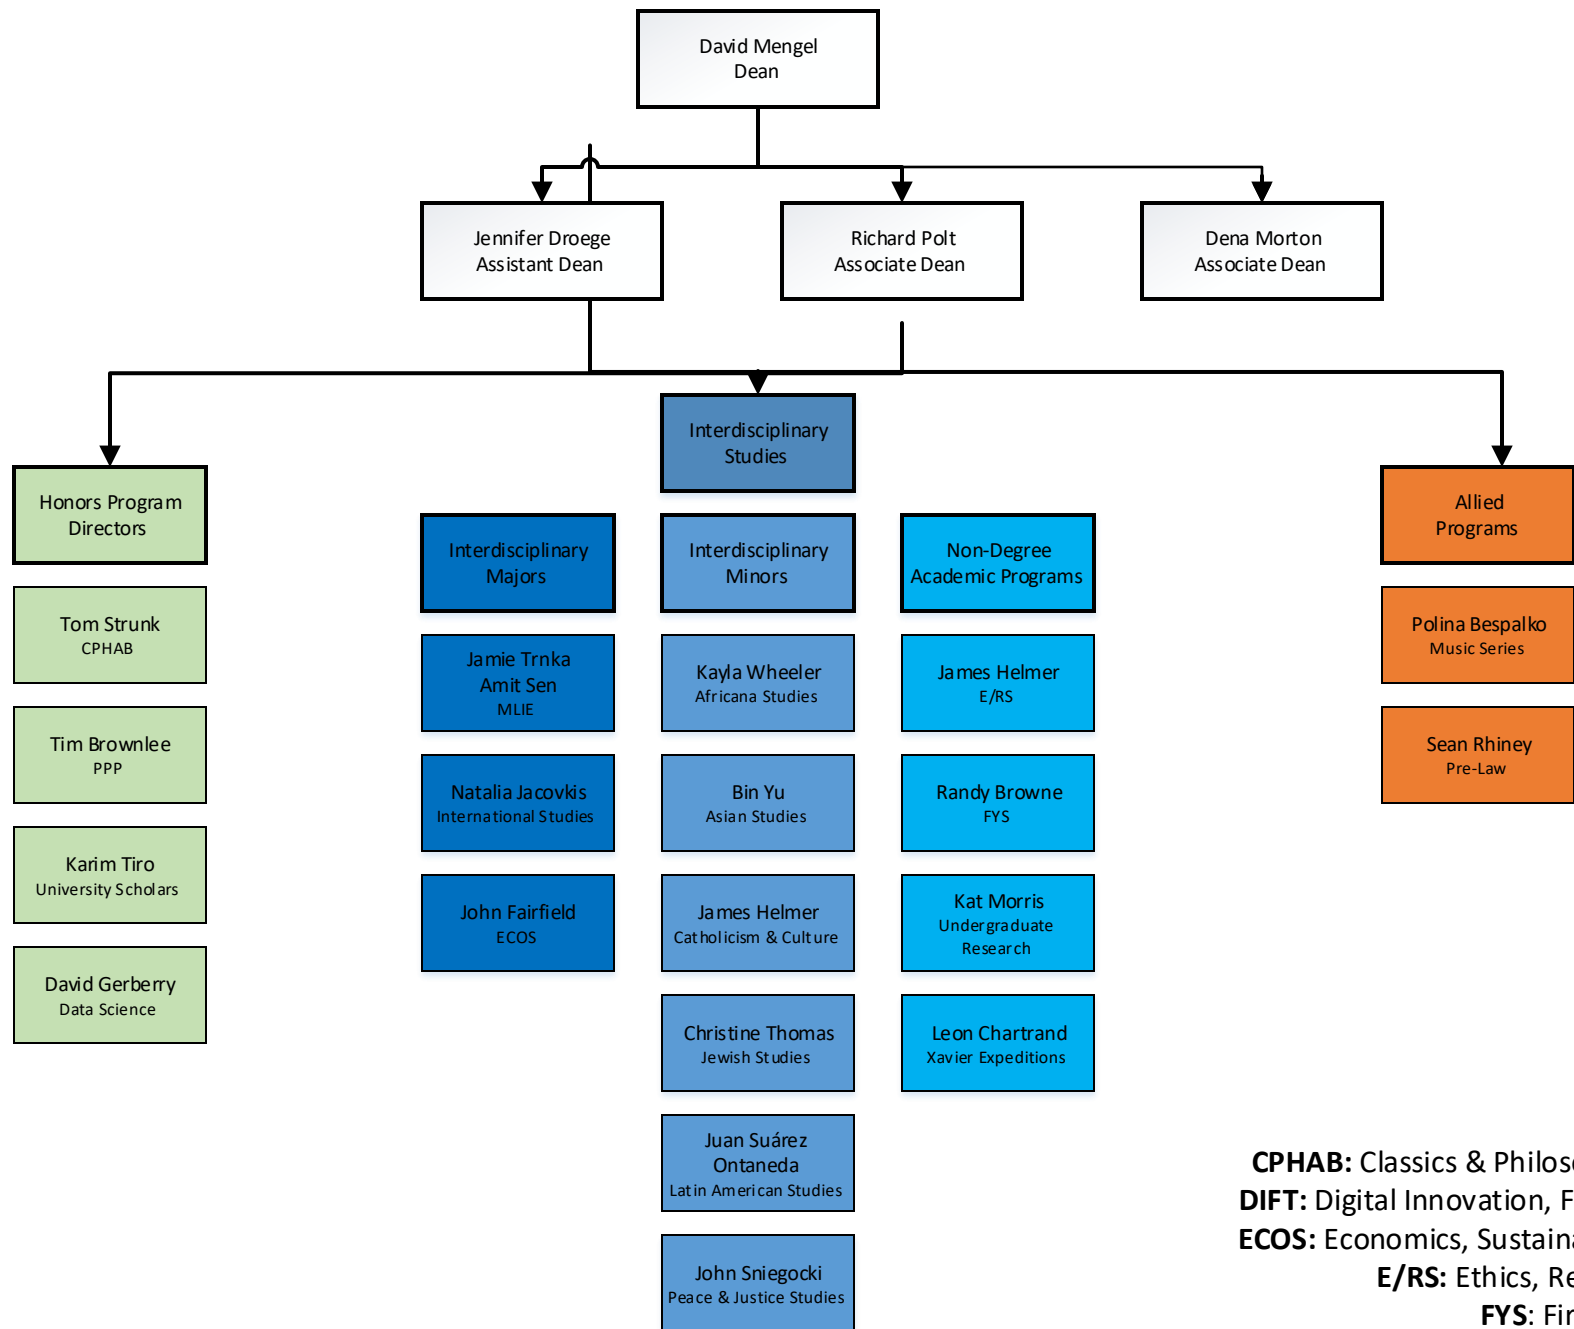 David Mengel
Dean
Jennifer Droege
Assistant Dean
Richard Polt
Associate Dean
Dena Morton
Associate Dean
Interdisciplinary
Studies
Honors Program
Directors
Tom Strunk
CPHAB
Tim Brownlee
PPP
Karim Tiro
University Scholars
David Gerberry
Data Science
Interdisciplinary
Majors
Jamie Trnka
Amit Sen
MLIE
Natalia Jacovkis
International Studies
John Fairfield
ECOS
Interdisciplinary
Minors
Kayla Wheeler
Africana Studies
Bin Yu
Asian Studies
James Helmer
Catholicism & Culture
Christine Thomas
Jewish Studies
Juan Suárez
Ontaneda
Latin American Studies
John Sniegocki
Peace & Justice Studies
Non-Degree
Academic Programs
James Helmer
E/RS
Randy Browne
FYS
Kat Morris
Undergraduate
Research
Leon Chartrand
Xavier Expeditions
Allied
Programs
Polina Bespalko
Music Series
Sean Rhiney
Pre-Law
CPHAB: Classics &
DIFT: Digital Innovation,
ECOS: Economics,
E/RS: Ethics,
FYS: